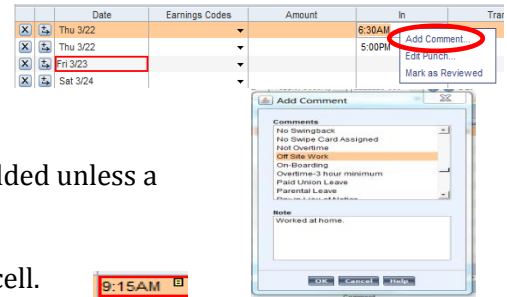 Date Earnings Codes Amount In Tran
Thu 3/22 6:30AM
Add Comment...
Thu 3/22 5:00PM
Edit Punch...
Fri 3/23
Mark as Reviewed
Sat 3/24
Add Comment
Comments
No Swingback
No Swipe Card Assigned
Not Overtime
Off Site Work
On-Boarding
Overtime-3 hour minimum
Paid Union Leave
Parental Leave
Note
Worked at home.
OK Cancel Help
lded unless a
cell.
9:15AM